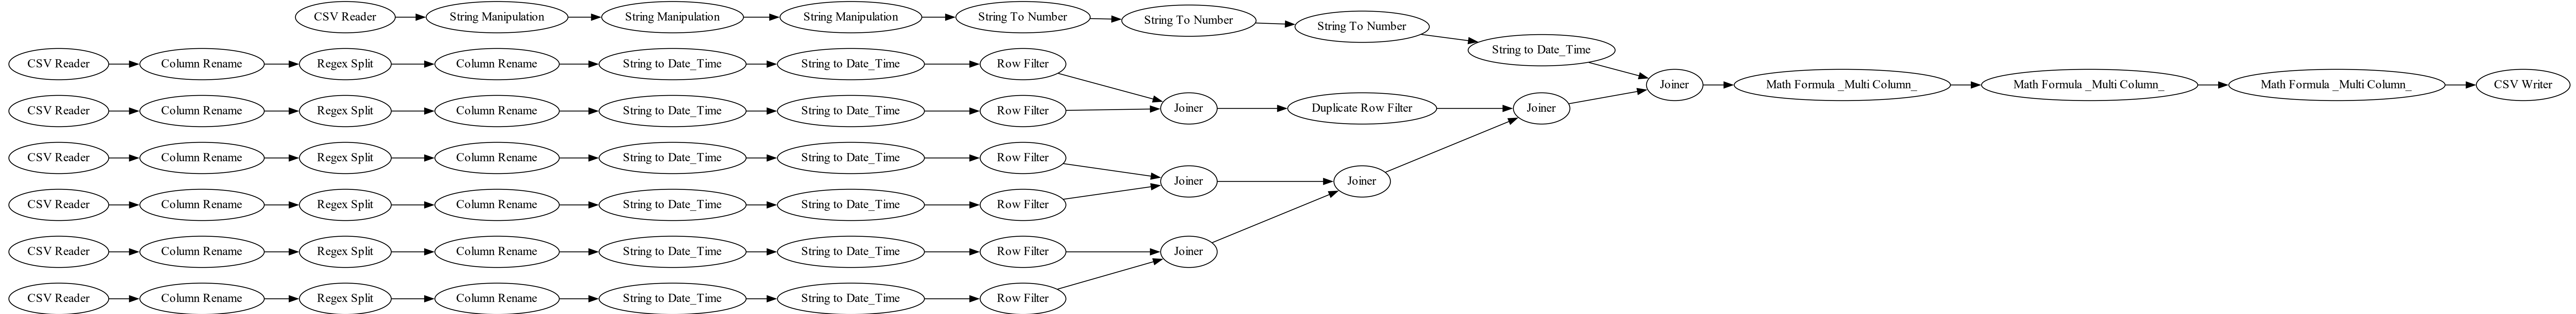 CSV Reader String Manipulation String Manipulation String Manipulation String To Number String To Number String To Number
String to Date_Time
CSV Reader Column Rename Regex Split Column Rename String to Date_Time String to Date_Time Row Filter
Joiner Math Formula _Multi Column_ Math Formula _Multi Column_ Math Formula _Multi Column_ CSV Writer
CSV Reader Column Rename Regex Split Column Rename String to Date_Time String to Date_Time Row Filter Joiner Duplicate Row Filter Joiner
CSV Reader Column Rename Regex Split Column Rename String to Date_Time String to Date_Time Row Filter
Joiner Joiner
CSV Reader Column Rename Regex Split Column Rename String to Date_Time String to Date_Time Row Filter
CSV Reader Column Rename Regex Split Column Rename String to Date_Time String to Date_Time Row Filter Joiner
CSV Reader Column Rename Regex Split Column Rename String to Date_Time String to Date_Time Row Filter